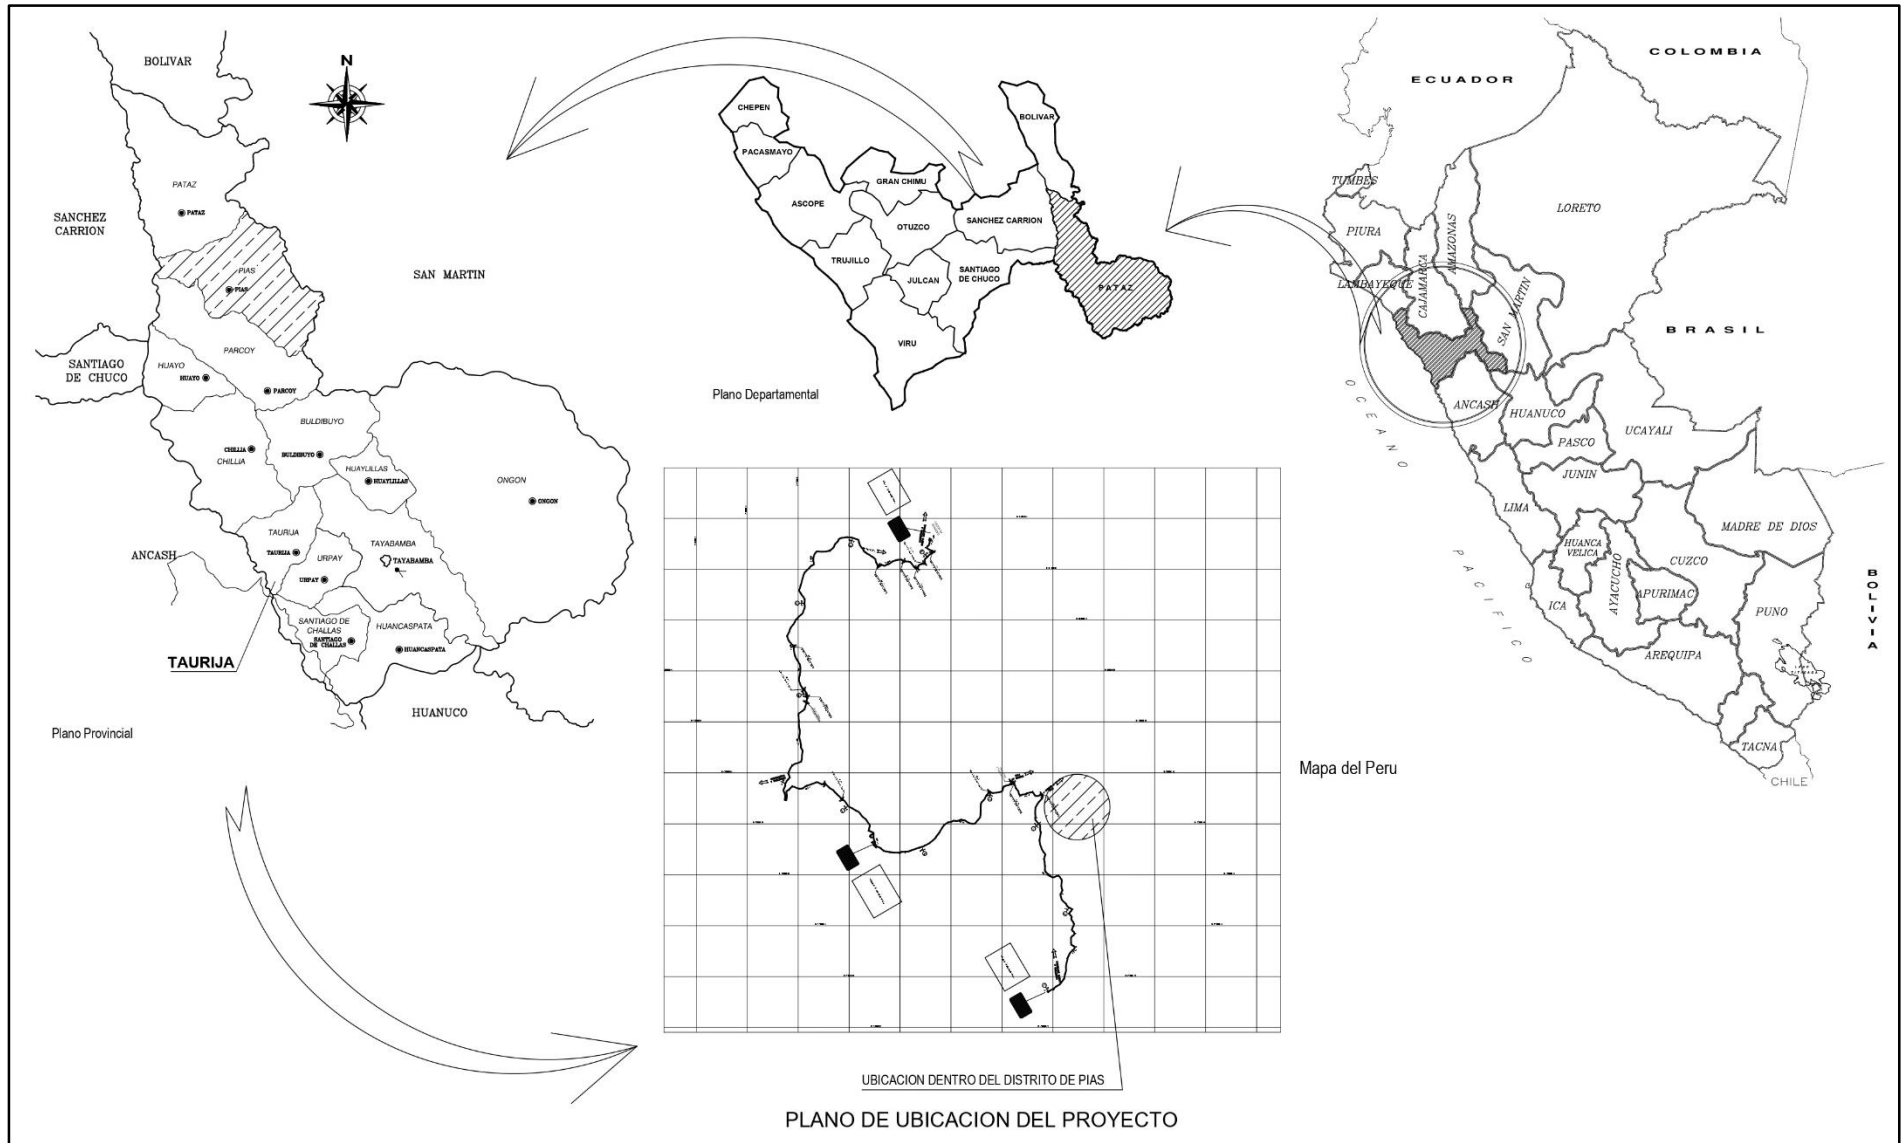 BOLIVAR
N
PATAZ
PATAZ
SANCHEZ
CARRION
PIAS
PIAS
SAN MARTIN
PARCOY
PARCOY
HUAYO
HUAYO
SANTIAGO
DE CHUCO
BULDIBUYO
BULDIBUYO
CHILLIA
CHILLIA
HUAYLILLAS
HUAYLILLAS
ONGON
ONGON
TAURIJA
TAURIJA
ANCASH
URPAY
URPAY
TAYABAMBA
TAYABAMBA
SANTIAGO DE
CHALLAS
SANTIAGO
DE CHALLAS
HUANCASPATA
HUANCASPATA
TAURIJA
HUANUCO
Plano Provincial
CHEPEN
BOLIVAR
PACASMAYO
GRAN CHIMU
ASCOPE
OTUZCO
SANCHEZ CARRION
TRUJILLO
JULCAN
SANTIAGO
DE CHUCO
PATAZ
VIRU
Plano Departamental
COLOMBIA
ECUADOR
TUMBES
LORETO
PIURA
AMAZONAS
LAMBAYEQUE
CAJAMARCA
SAN MARTIN
BRASIL
OCEANO
ANCASH
HUANUCO
UCAYALI
PASCO
JUNIN
LIMA
MADRE DE DIOS
PACIFICO
HUANCA
VELICA
CUZCO
AYACUCHO
APURIMAC
ICA
PUNO
BOLIVIA
AREQUIPA
TACNA
CHILE
Mapa del Peru
UBICACION DENTRO DEL DISTRITO DE PIAS
PLANO DE UBICACION DEL PROYECTO